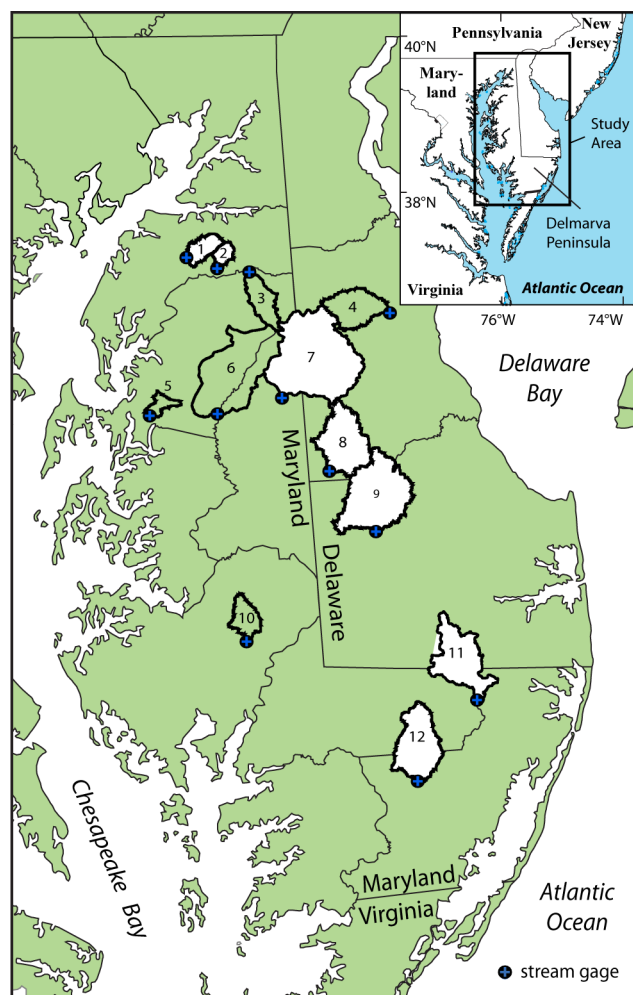 40°N
Pennsylvania
New
Jersey
Mary-
land
Study
Area
38°N
Delmarva
Peninsula
Virginia
Atlantic Ocean
76°W
74°W
1
2
3
4
5
6
7
8
9
10
11
12
Delaware
Bay
Maryland
Delaware
Chesapeake Bay
Maryland
Virginia
Atlantic
Ocean
stream gage